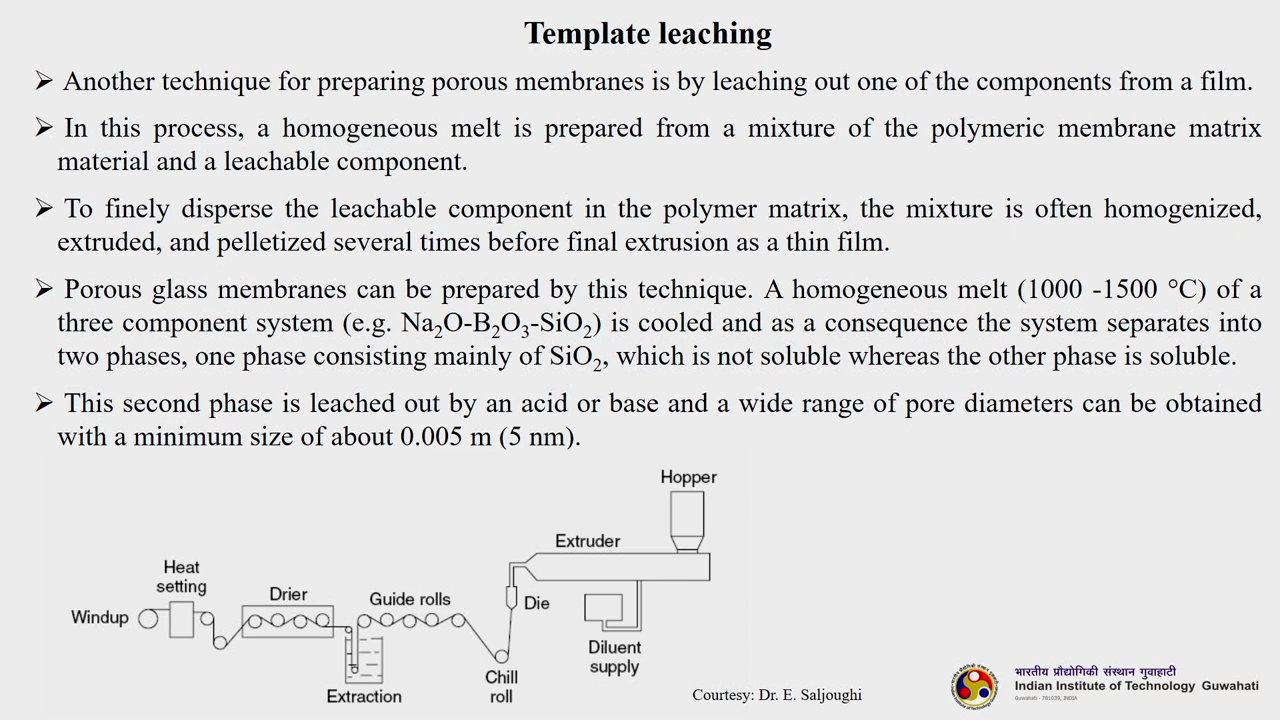 Template leaching
➤ Another technique for preparing porous membranes is by leaching out one of the components from a film.
➤ In this process, a homogeneous melt is prepared from a mixture of the polymeric membrane matrix
material and a leachable component.
➤ To finely disperse the leachable component in the polymer matrix, the mixture is often homogenized,
extruded, and pelletized several times before final extrusion as a thin film.
➤ Porous glass membranes can be prepared by this technique. A homogeneous melt (1000 -1500 °C) of a
three component system (e.g. Na₂O-B₂O₃-SiO₂) is cooled and as a consequence the system separates into
two phases, one phase consisting mainly of SiO₂, which is not soluble whereas the other phase is soluble.
➤ This second phase is leached out by an acid or base and a wide range of pore diameters can be obtained
with a minimum size of about 0.005 m (5 nm).
Hopper
Extruder
Heat
setting
Drier
Guide rolls
Die
Windup
Diluent
supply
Chill
roll
Extraction
Courtesy: Dr. E. Saljoughi
भारतीय प्रौद्योगिकी संस्थान गुवाहाटी
Indian Institute of Technology Guwahati
Guwahati - 781039, INDIA